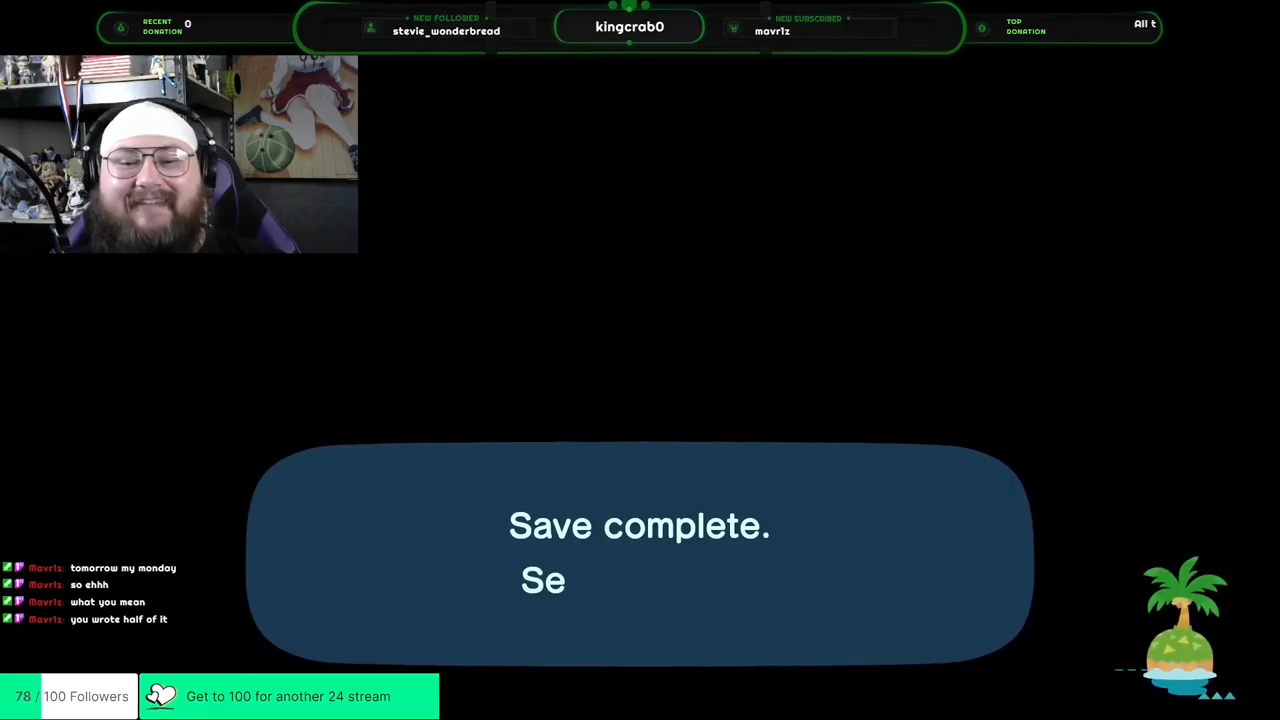 RECENT DONATION 0
NEW FOLLOWER
stevie_wonderbread
kingcrab0
NEW SUBSCRIBER
mavr1z
TOP DONATION
All t
Save complete.
Se
Mavr1z: tomorrow my monday
Mavr1z: so ehhh
Mavr1z: what you mean
Mavr1z: you wrote half of it
78 / 100 Followers
Get to 100 for another 24 stream